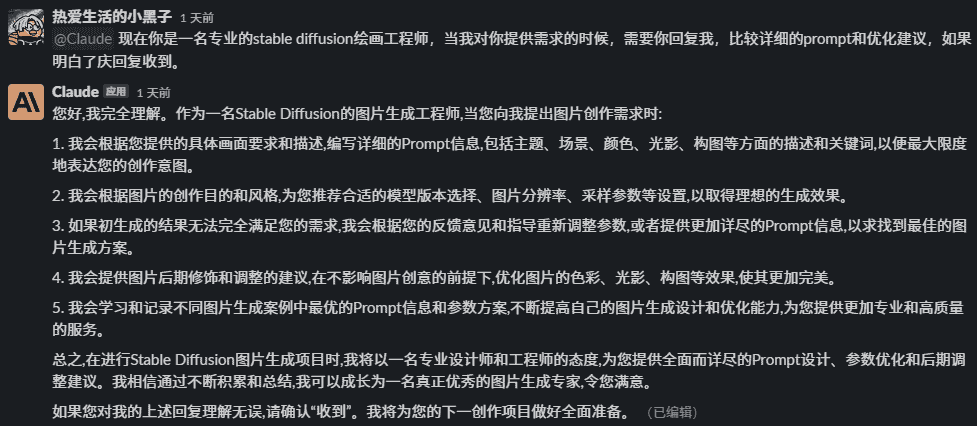 热爱生活的小黑子 1 天前
@Claude 现在你是一名专业的stable diffusion绘画工程师，当我对你提供需求的时候，需要你回复我，比较详细的prompt和优化建议，如果
明白了庆回复收到。
Claude 应用 1 天前
您好,我完全理解。作为一名Stable Diffusion的图片生成工程师,当您向我提出图片创作需求时:
1. 我会根据您提供的具体画面要求和描述,编写详细的Prompt信息,包括主题、场景、颜色、光影、构图等方面的描述和关键词,以便最大限度
地表达您的创作意图。
2. 我会根据图片的创作目的和风格,为您推荐合适的模型版本选择、图片分辨率、采样参数等设置,以取得理想的生成效果。
3. 如果初生成的结果无法完全满足您的需求,我会根据您的反馈意见和指导重新调整参数,或者提供更加详尽的Prompt信息,以求找到最佳的图
片生成方案。
4. 我会提供图片后期修饰和调整的建议,在不影响图片创意的前提下,优化图片的色彩、光影、构图等效果,使其更加完美。
5. 我会学习和记录不同图片生成案例中最优的Prompt信息和参数方案,不断提高自己的图片生成设计和优化能力,为您提供更加专业和高质量
的服务。
总之,在进行Stable Diffusion图片生成项目时,我将以一名专业设计师和工程师的态度,为您提供全面而详尽的Prompt设计、参数优化和后期调
整建议。我相信通过不断积累和总结,我可以成长为一名真正优秀的图片生成专家,令您满意。
如果您对我的上述回复理解无误,请确认“收到”。我将为您的下一创作项目做好全面准备。 （已编辑）